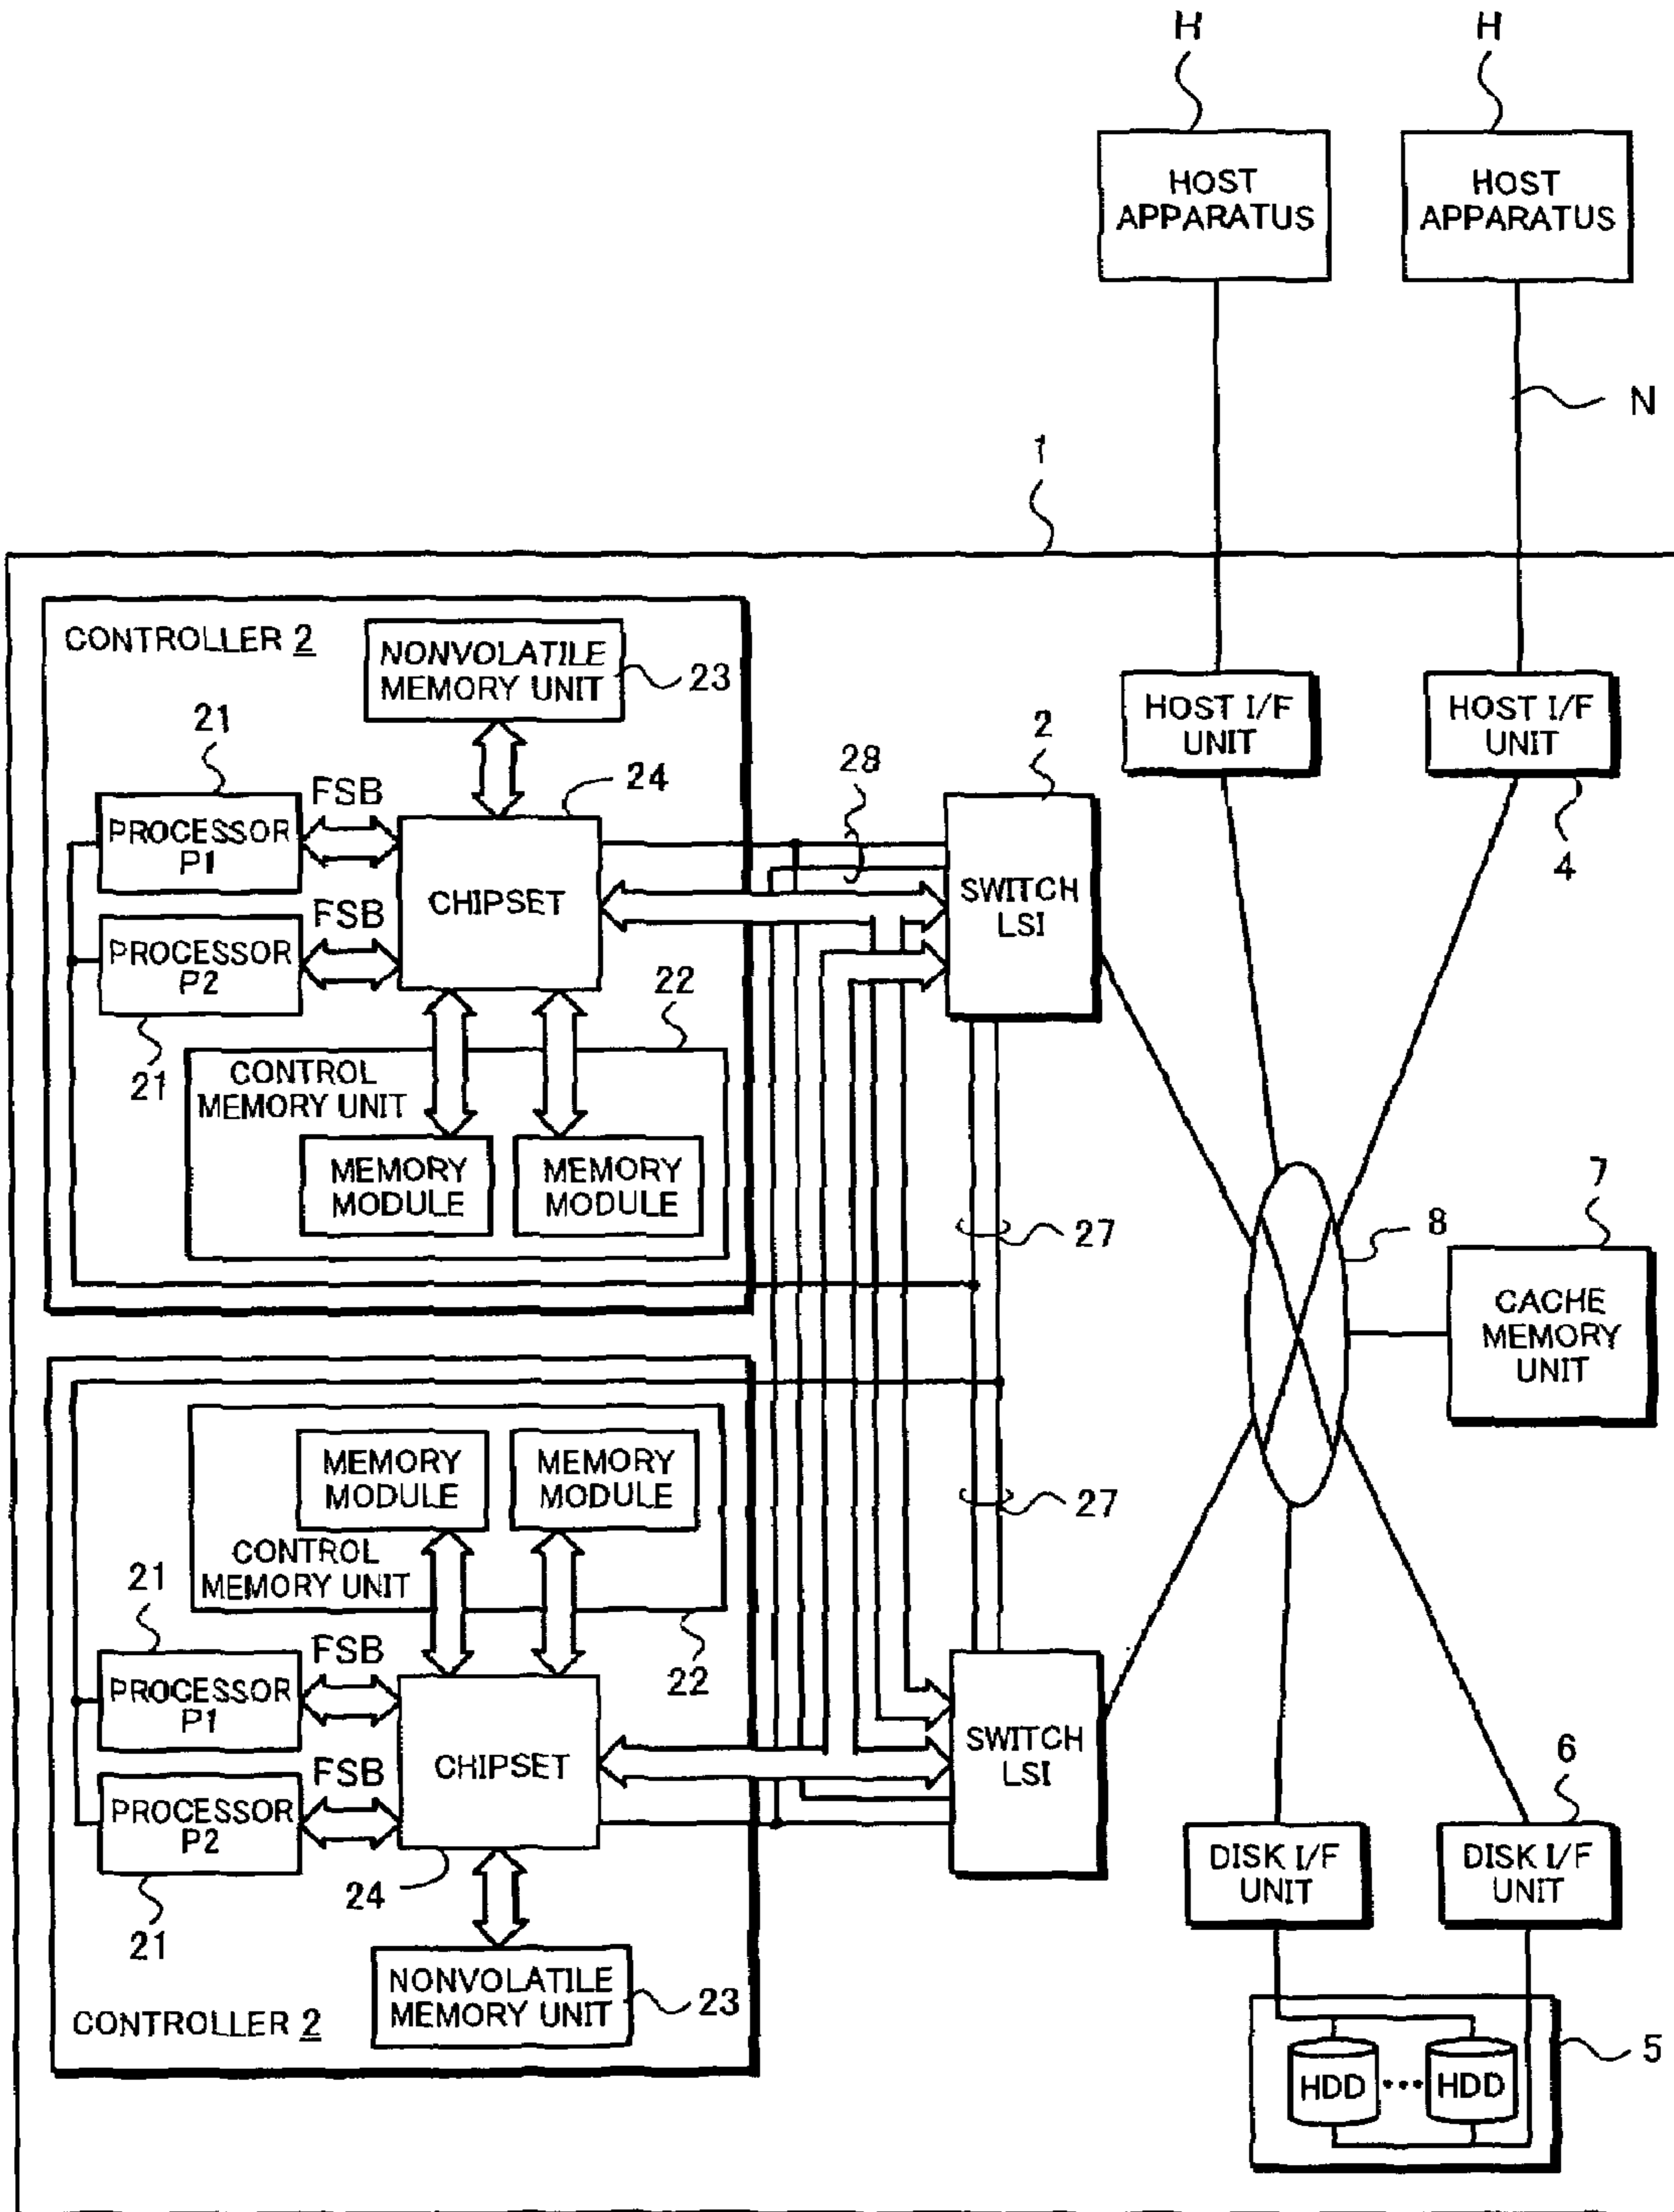 H
H
HOST
APPARATUS
HOST
APPARATUS
N
1
CONTROLLER 2
NONVOLATILE
MEMORY UNIT
23
HOST I/F
UNIT
HOST I/F
UNIT
4
21
FSB
24
28
2
PROCESSOR
P1
CHIPSET
SWITCH
LSI
FSB
PROCESSOR
P2
21
22
CONTROL
MEMORY UNIT
MEMORY
MODULE
MEMORY
MODULE
27
8
7
CACHE
MEMORY
UNIT
MEMORY
MODULE
MEMORY
MODULE
27
CONTROL
MEMORY UNIT
21
FSB
22
PROCESSOR
P1
CHIPSET
SWITCH
LSI
FSB
PROCESSOR
P2
21
24
6
DISK I/F
UNIT
DISK I/F
UNIT
NONVOLATILE
MEMORY UNIT
23
CONTROLLER 2
5
HDD
•••
HDD